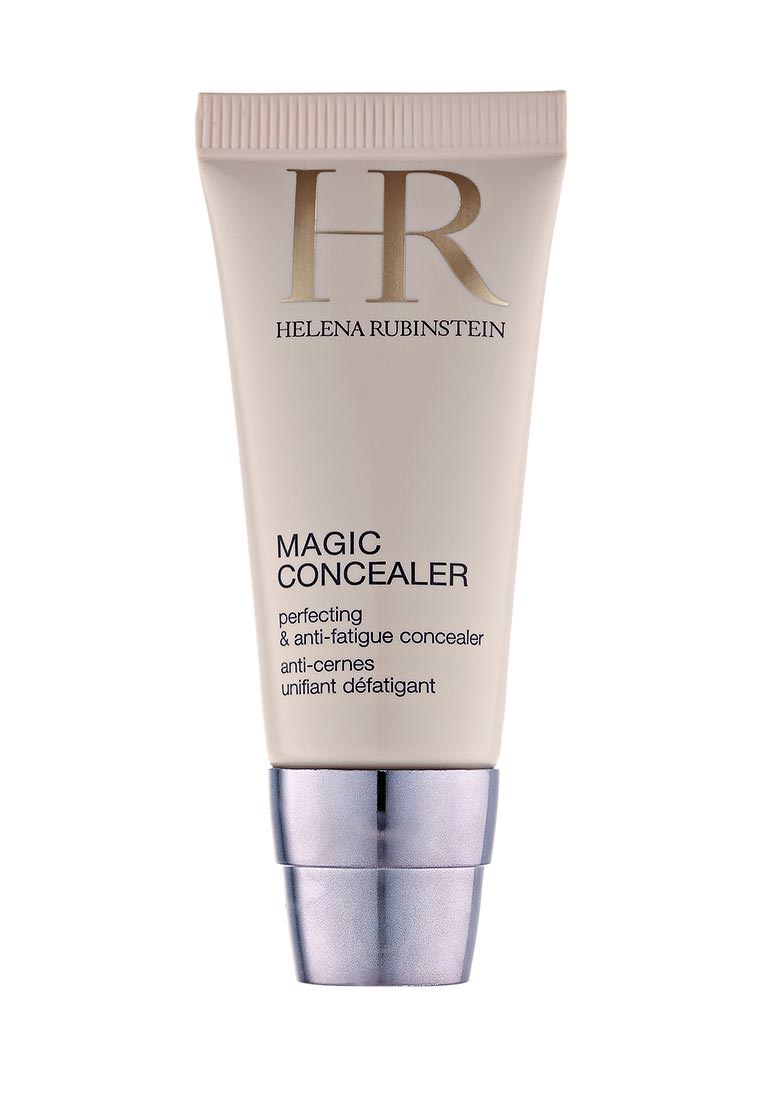 HR
HELENA RUBINSTEIN
MAGIC
CONCEALER
perfecting
& anti-fatigue concealer
anti-cernes
unifiant défatigant